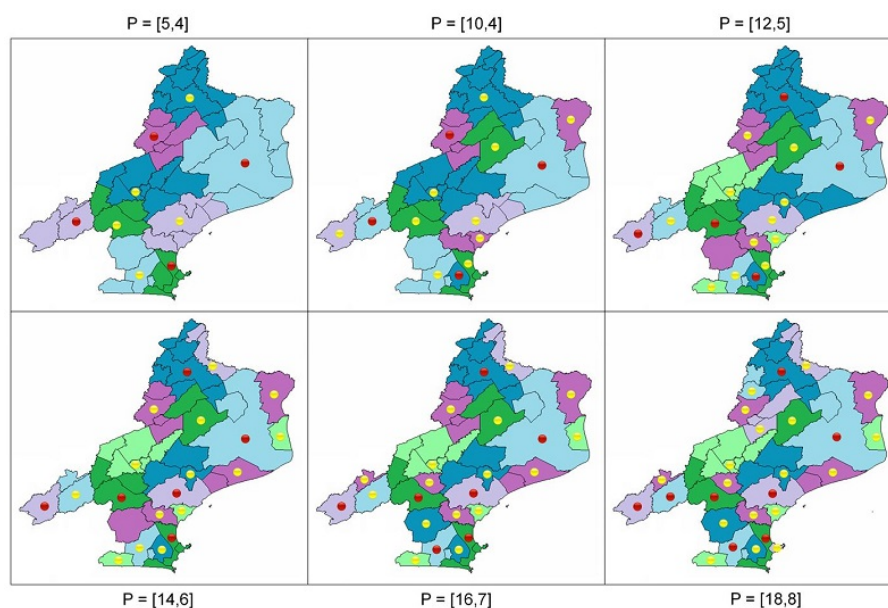 P = [5,4]
P = [10,4]
P = [12,5]
P = [14,6]
P = [16,7]
P = [18,8]